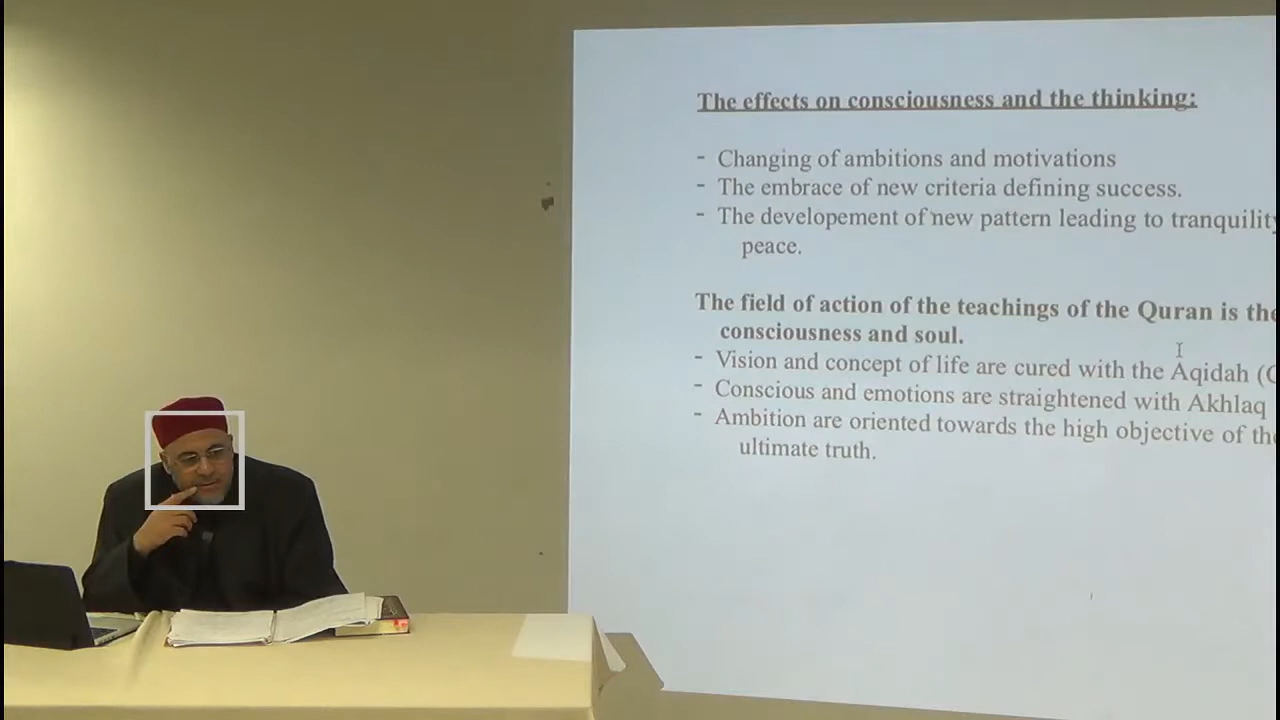 The effects on consciousness and the thinking:
- Changing of ambitions and motivations
- The embrace of new criteria defining success.
- The developement of new pattern leading to tranquility
peace.
The field of action of the teachings of the Quran is the
consciousness and soul.
- Vision and concept of life are cured with the Aqidah (
- Conscious and emotions are straightened with Akhlaq
- Ambition are oriented towards the high objective of the
ultimate truth.